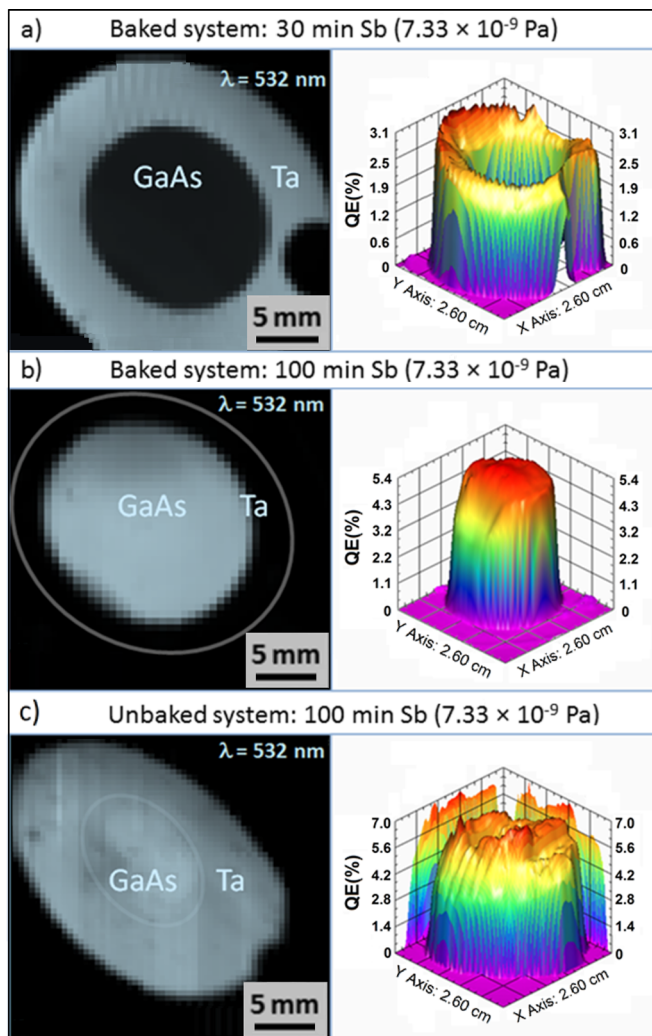 a) Baked system: 30 min Sb (7.33 × 10⁻⁹ Pa)
λ = 532 nm
GaAs Ta
5 mm
3.1 3.1
2.5 2.5
1.9 1.9
1.2 1.2
0.6 0.6
0 0
QE(%)
Y Axis: 2.60 cm X Axis: 2.60 cm
b) Baked system: 100 min Sb (7.33 × 10⁻⁹ Pa)
λ = 532 nm
GaAs Ta
5 mm
5.4 5.4
4.3 4.3
3.2 3.2
2.2 2.2
1.1 1.1
0 0
QE(%)
Y Axis: 2.60 cm X Axis: 2.60 cm
c) Unbaked system: 100 min Sb (7.33 × 10⁻⁹ Pa)
λ = 532 nm
GaAs Ta
5 mm
7.0 7.0
5.6 5.6
4.2 4.2
2.8 2.8
1.4 1.4
0 0
QE(%)
Y Axis: 2.60 cm X Axis: 2.60 cm